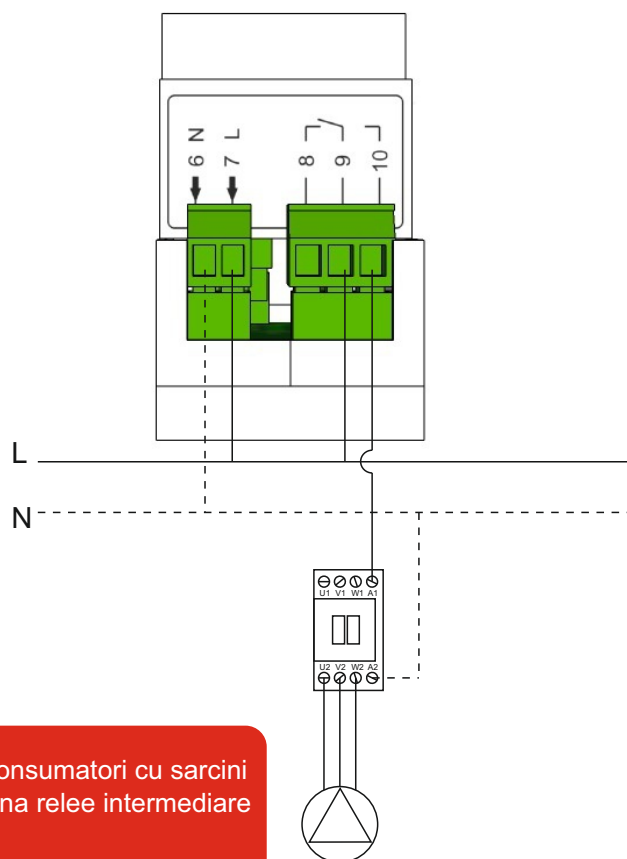 6 N
7 L
8
9
10
L
N
U1 V1 W1 A1
U2 V2 W2 A2
onsumatori cu sarcini
na relee intermediare